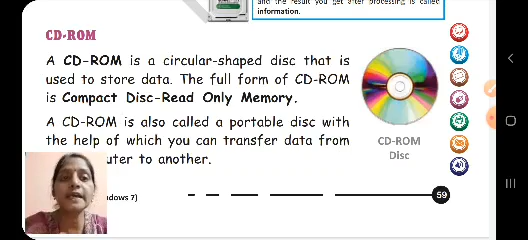 and the result you get after processing is called
information.
CD-ROM
A CD-ROM is a circular-shaped disc that is
used to store data. The full form of CD-ROM
is Compact Disc-Read Only Memory.
A CD-ROM is also called a portable disc with
the help of which you can transfer data from
uter to another.
CD-ROM
Disc
ndows 7)
59